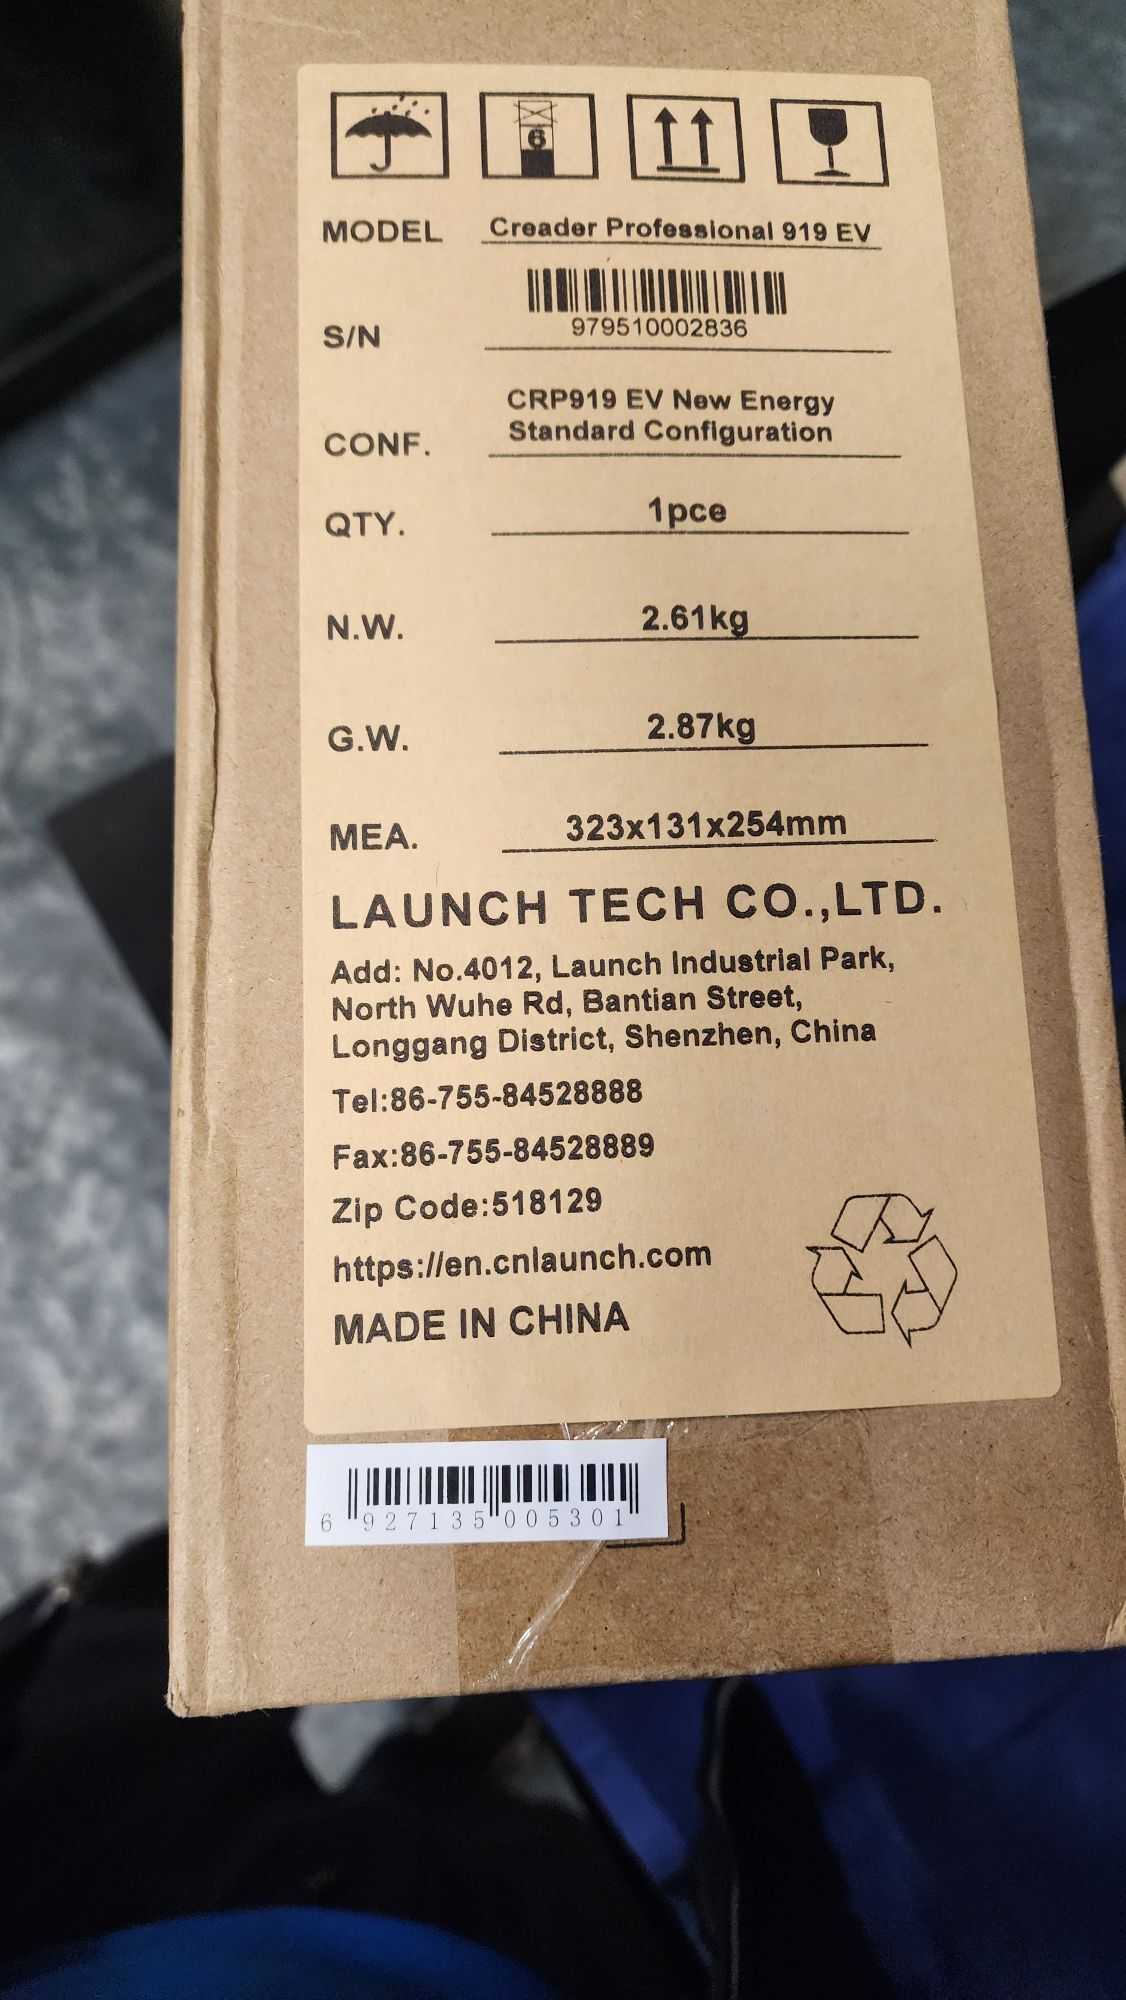 6
MODEL Creader Professional 919 EV
979510002836
S/N
CRP919 EV New Energy
Standard Configuration
CONF.
QTY. 1pce
N.W. 2.61kg
G.W. 2.87kg
MEA. 323x131x254mm
LAUNCH TECH CO.,LTD.
Add: No.4012, Launch Industrial Park,
North Wuhe Rd, Bantian Street,
Longgang District, Shenzhen, China
Tel:86-755-84528888
Fax:86-755-84528889
Zip Code:518129
https://en.cnlaunch.com
MADE IN CHINA
6 927135 005301